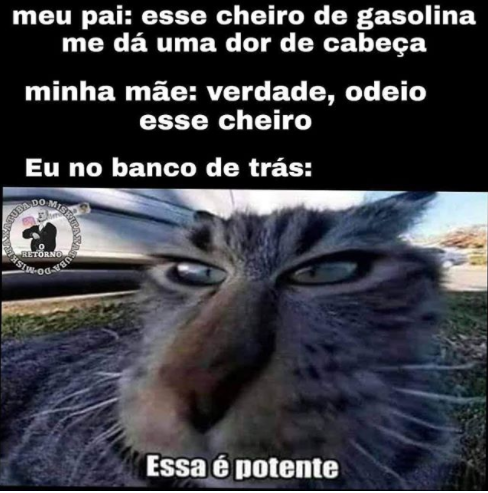 meu pai: esse cheiro de gasolina
me dá uma dor de cabeça
minha mãe: verdade, odeio
esse cheiro
Eu no banco de trás:
O
RETORNO
Essa é potente